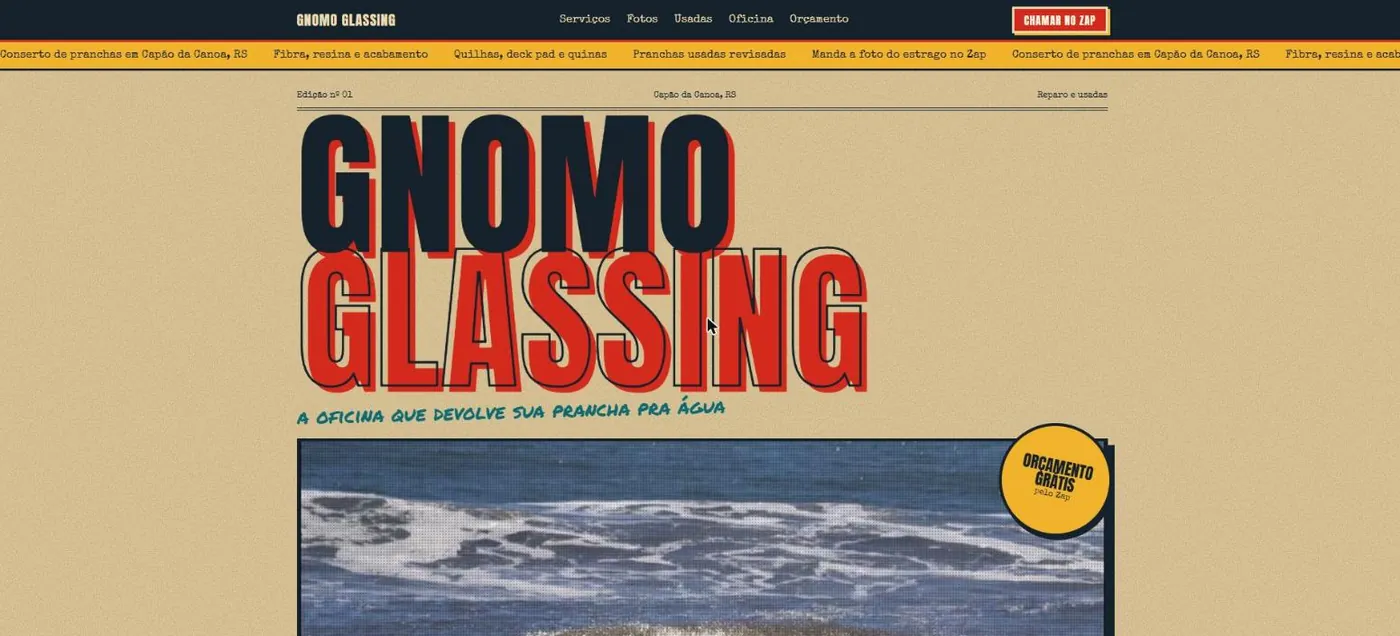 GNOMO GLASSING
Serviços Fotos Usadas Oficina Orçamento
CHAMAR NO ZAP
Conserto de pranchas em Capão da Canoa, RS Fibra, resina e acabamento Quilhas, deck pad e quinas Pranchas usadas revisadas Manda a foto do estrago no Zap Conserto de pranchas em Capão da Canoa, RS Fibra, resina e acab
Edição nº 01 Capão da Canoa, RS Reparo e usadas
GNOMO
GLASSING
A OFICINA QUE DEVOLVE SUA PRANCHA PRA ÁGUA
ORÇAMENTO
GRÁTIS
pelo Zap